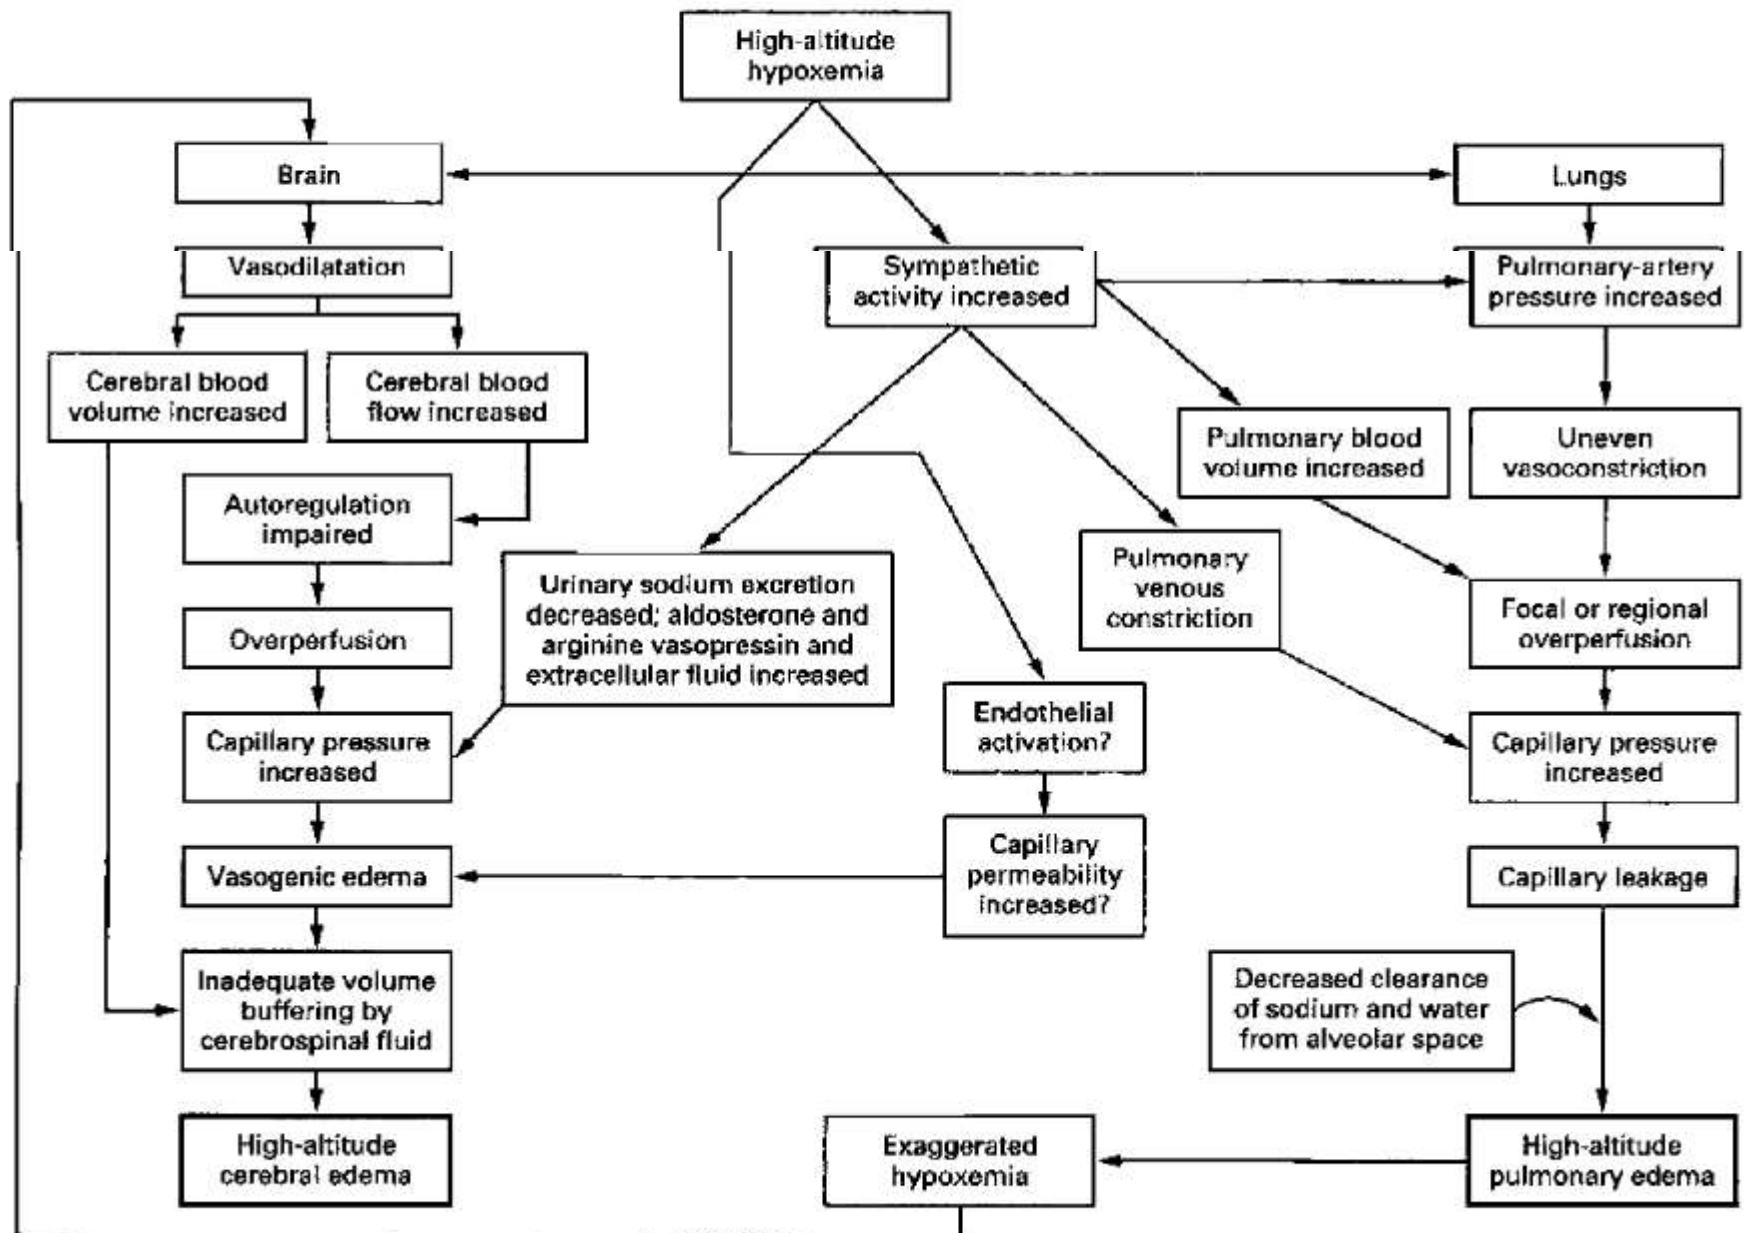 High-altitude
hypoxemia
Brain
Lungs
Vasodilatation
Sympathetic
activity increased
Pulmonary-artery
pressure increased
Cerebral blood
volume increased
Cerebral blood
flow increased
Pulmonary blood
volume increased
Uneven
vasoconstriction
Autoregulation
impaired
Urinary sodium excretion
decreased; aldosterone and
arginine vasopressin and
extracellular fluid increased
Pulmonary
venous
constriction
Focal or regional
overperfusion
Overperfusion
Endothelial
activation?
Capillary pressure
increased
Capillary pressure
increased
Capillary
permeability
increased?
Vasogenic edema
Capillary leakage
Inadequate volume
buffering by
cerebrospinal fluid
Decreased clearance
of sodium and water
from alveolar space
High-altitude
cerebral edema
Exaggerated
hypoxemia
High-altitude
pulmonary edema